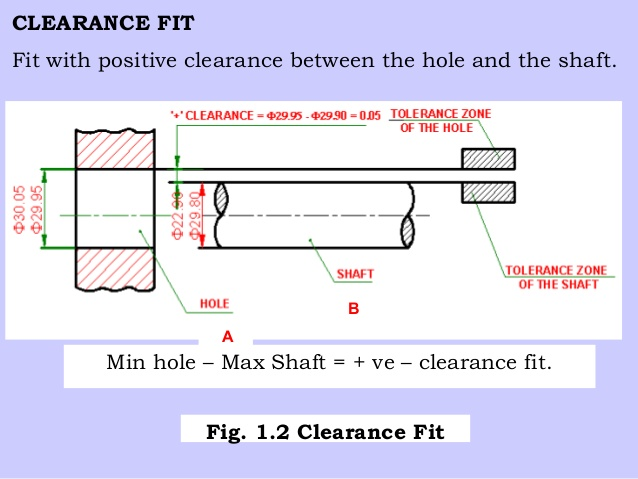 CLEARANCE FIT
Fit with positive clearance between the hole and the shaft.
'+' CLEARANCE = Φ29.95 - Φ29.90 = 0.05
TOLERANCE ZONE
OF THE HOLE
Φ30.05
Φ29.95
Φ22.90
Φ29.80
SHAFT
TOLERANCE ZONE
OF THE SHAFT
HOLE
B
A
Min hole – Max Shaft = + ve – clearance fit.
Fig. 1.2 Clearance Fit